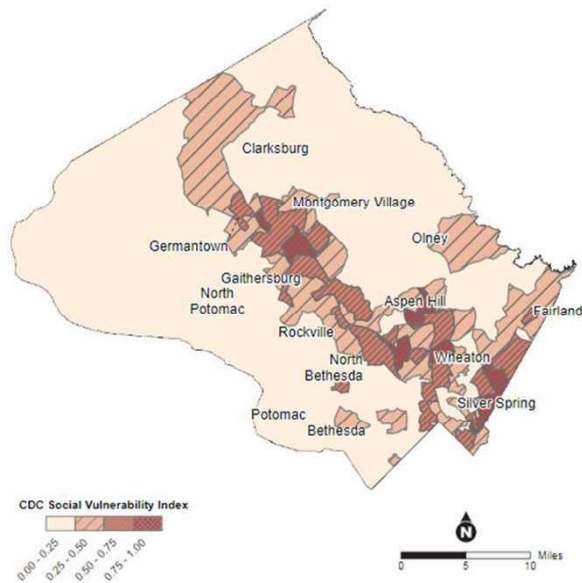 Clarksburg
Montgomery Village
Germantown
Olney
Gaithersburg
North
Potomac
Aspen Hill
Fairland
Rockville
North
Bethesda
Wheaton
Silver Spring
Potomac
Bethesda
CDC Social Vulnerability Index
0.00 - 0.25
0.25 - 0.50
0.50 - 0.75
0.75 - 1.00
N
Miles
0 5 10